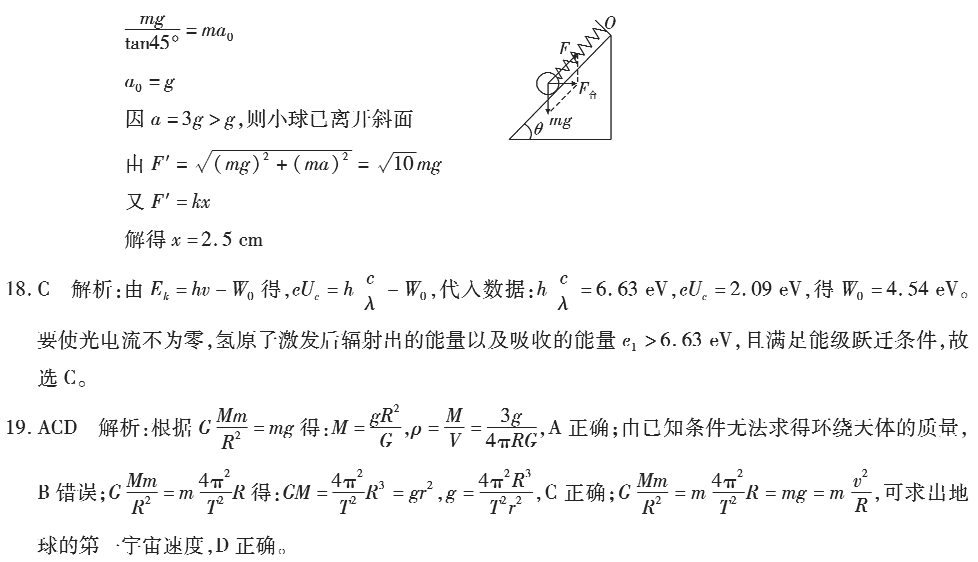 mg/tan45° = ma₀
a₀ = g
因 a = 3g > g,则小球已离开斜面
由 F′ = √((mg)² + (ma)²) = √10 mg
又 F′ = kx
解得 x = 2.5 cm
O
F
F合
mg
θ
18. C 解析:由 Eₖ = hν − W₀ 得,eU꜀ = h c/λ − W₀,代入数据:h c/λ = 6.63 eV,eU꜀ = 2.09 eV,得 W₀ = 4.54 eV。
要使光电流不为零,氢原子激发后辐射出的能量以及吸收的能量 e₁ > 6.63 eV,且满足能级跃迁条件,故
选 C。
19. ACD 解析:根据 G Mm/R² = mg 得:M = gR²/G,ρ = M/V = 3g/4πRG,A 正确;由已知条件无法求得环绕天体的质量,
B 错误;G Mm/R² = m 4π²/T² R 得:GM = 4π²/T² R³ = gr²,g = 4π²R³/T²r²,C 正确;G Mm/R² = m 4π²/T² R = mg = m v²/R,可求出地
球的第一宇宙速度,D 正确。